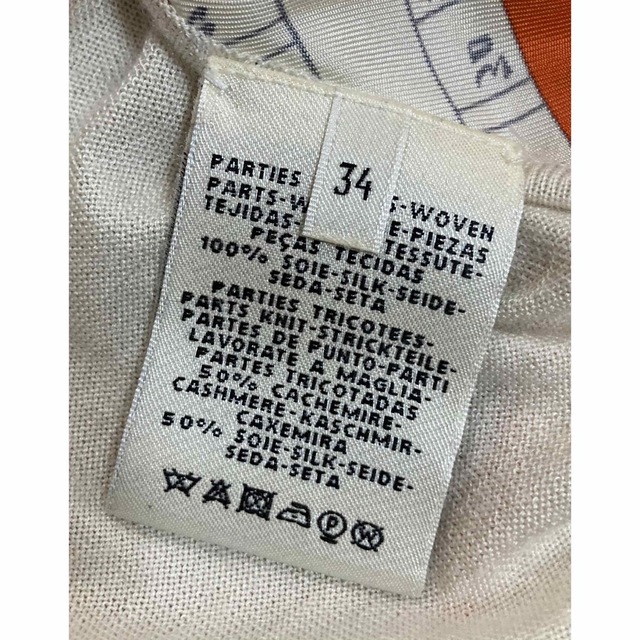 30
34
PARTIES
PARTS-W S-WOVEN
TEJIDAS- E-PIEZAS
TESSUTE-
PEÇAS TECIDAS
100% SOIE-SILK-SEIDE-
SEDA-SETA
PARTIES TRICOTEES-
PARTS KNIT-STRICKTEILE-
PARTES DE PUNTO-PARTI
LAVORATE A MAGLIA-
PARTES TRICOTADAS
50% CACHEMIRE-
CASHMERE-KASCHMIR-
CAXEMIRA
50% SOIE-SILK-SEIDE-
SEDA-SETA
P W